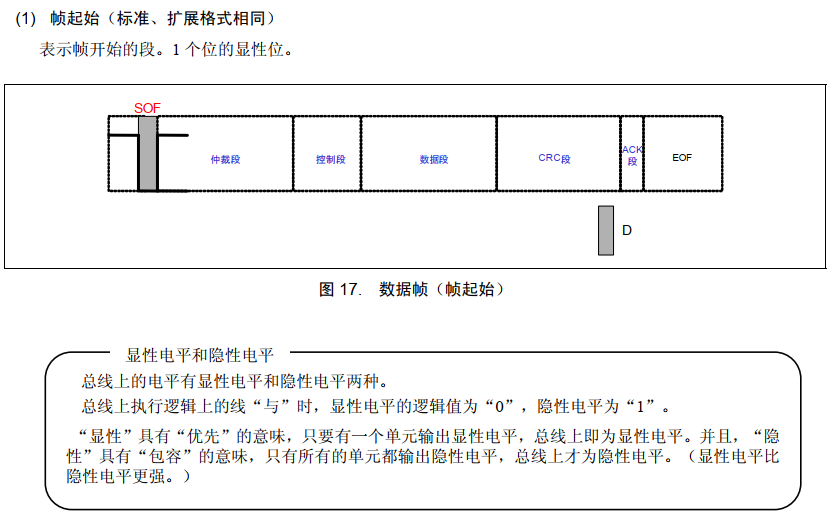 (1) 帧起始（标准、扩展格式相同）
表示帧开始的段。1 个位的显性位。
SOF
仲裁段
控制段
数据段
CRC段
ACK
段
EOF
D
图 17. 数据帧（帧起始）
显性电平和隐性电平
总线上的电平有显性电平和隐性电平两种。
总线上执行逻辑上的线“与”时，显性电平的逻辑值为“0”，隐性电平为“1”。
“显性”具有“优先”的意味，只要有一个单元输出显性电平，总线上即为显性电平。并且，“隐
性”具有“包容”的意味，只有所有的单元都输出隐性电平，总线上才为隐性电平。（显性电平比
隐性电平更强。）